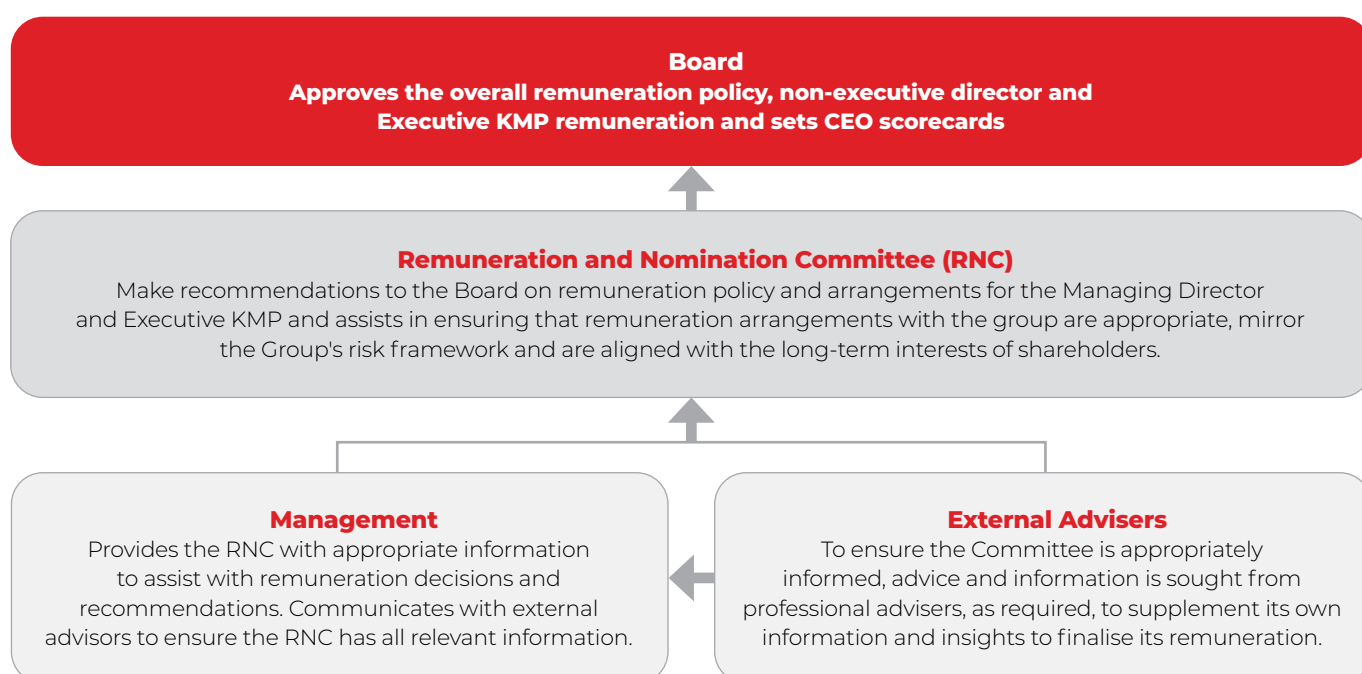 Board
Approves the overall remuneration policy, non-executive director and
Executive KMP remuneration and sets CEO scorecards
Remuneration and Nomination Committee (RNC)
Make recommendations to the Board on remuneration policy and arrangements for the Managing Director
and Executive KMP and assists in ensuring that remuneration arrangements with the group are appropriate, mirror
the Group's risk framework and are aligned with the long-term interests of shareholders.
Management
Provides the RNC with appropriate information
to assist with remuneration decisions and
recommendations. Communicates with external
advisors to ensure the RNC has all relevant information.
External Advisers
To ensure the Committee is appropriately
informed, advice and information is sought from
professional advisers, as required, to supplement its own
information and insights to finalise its remuneration.